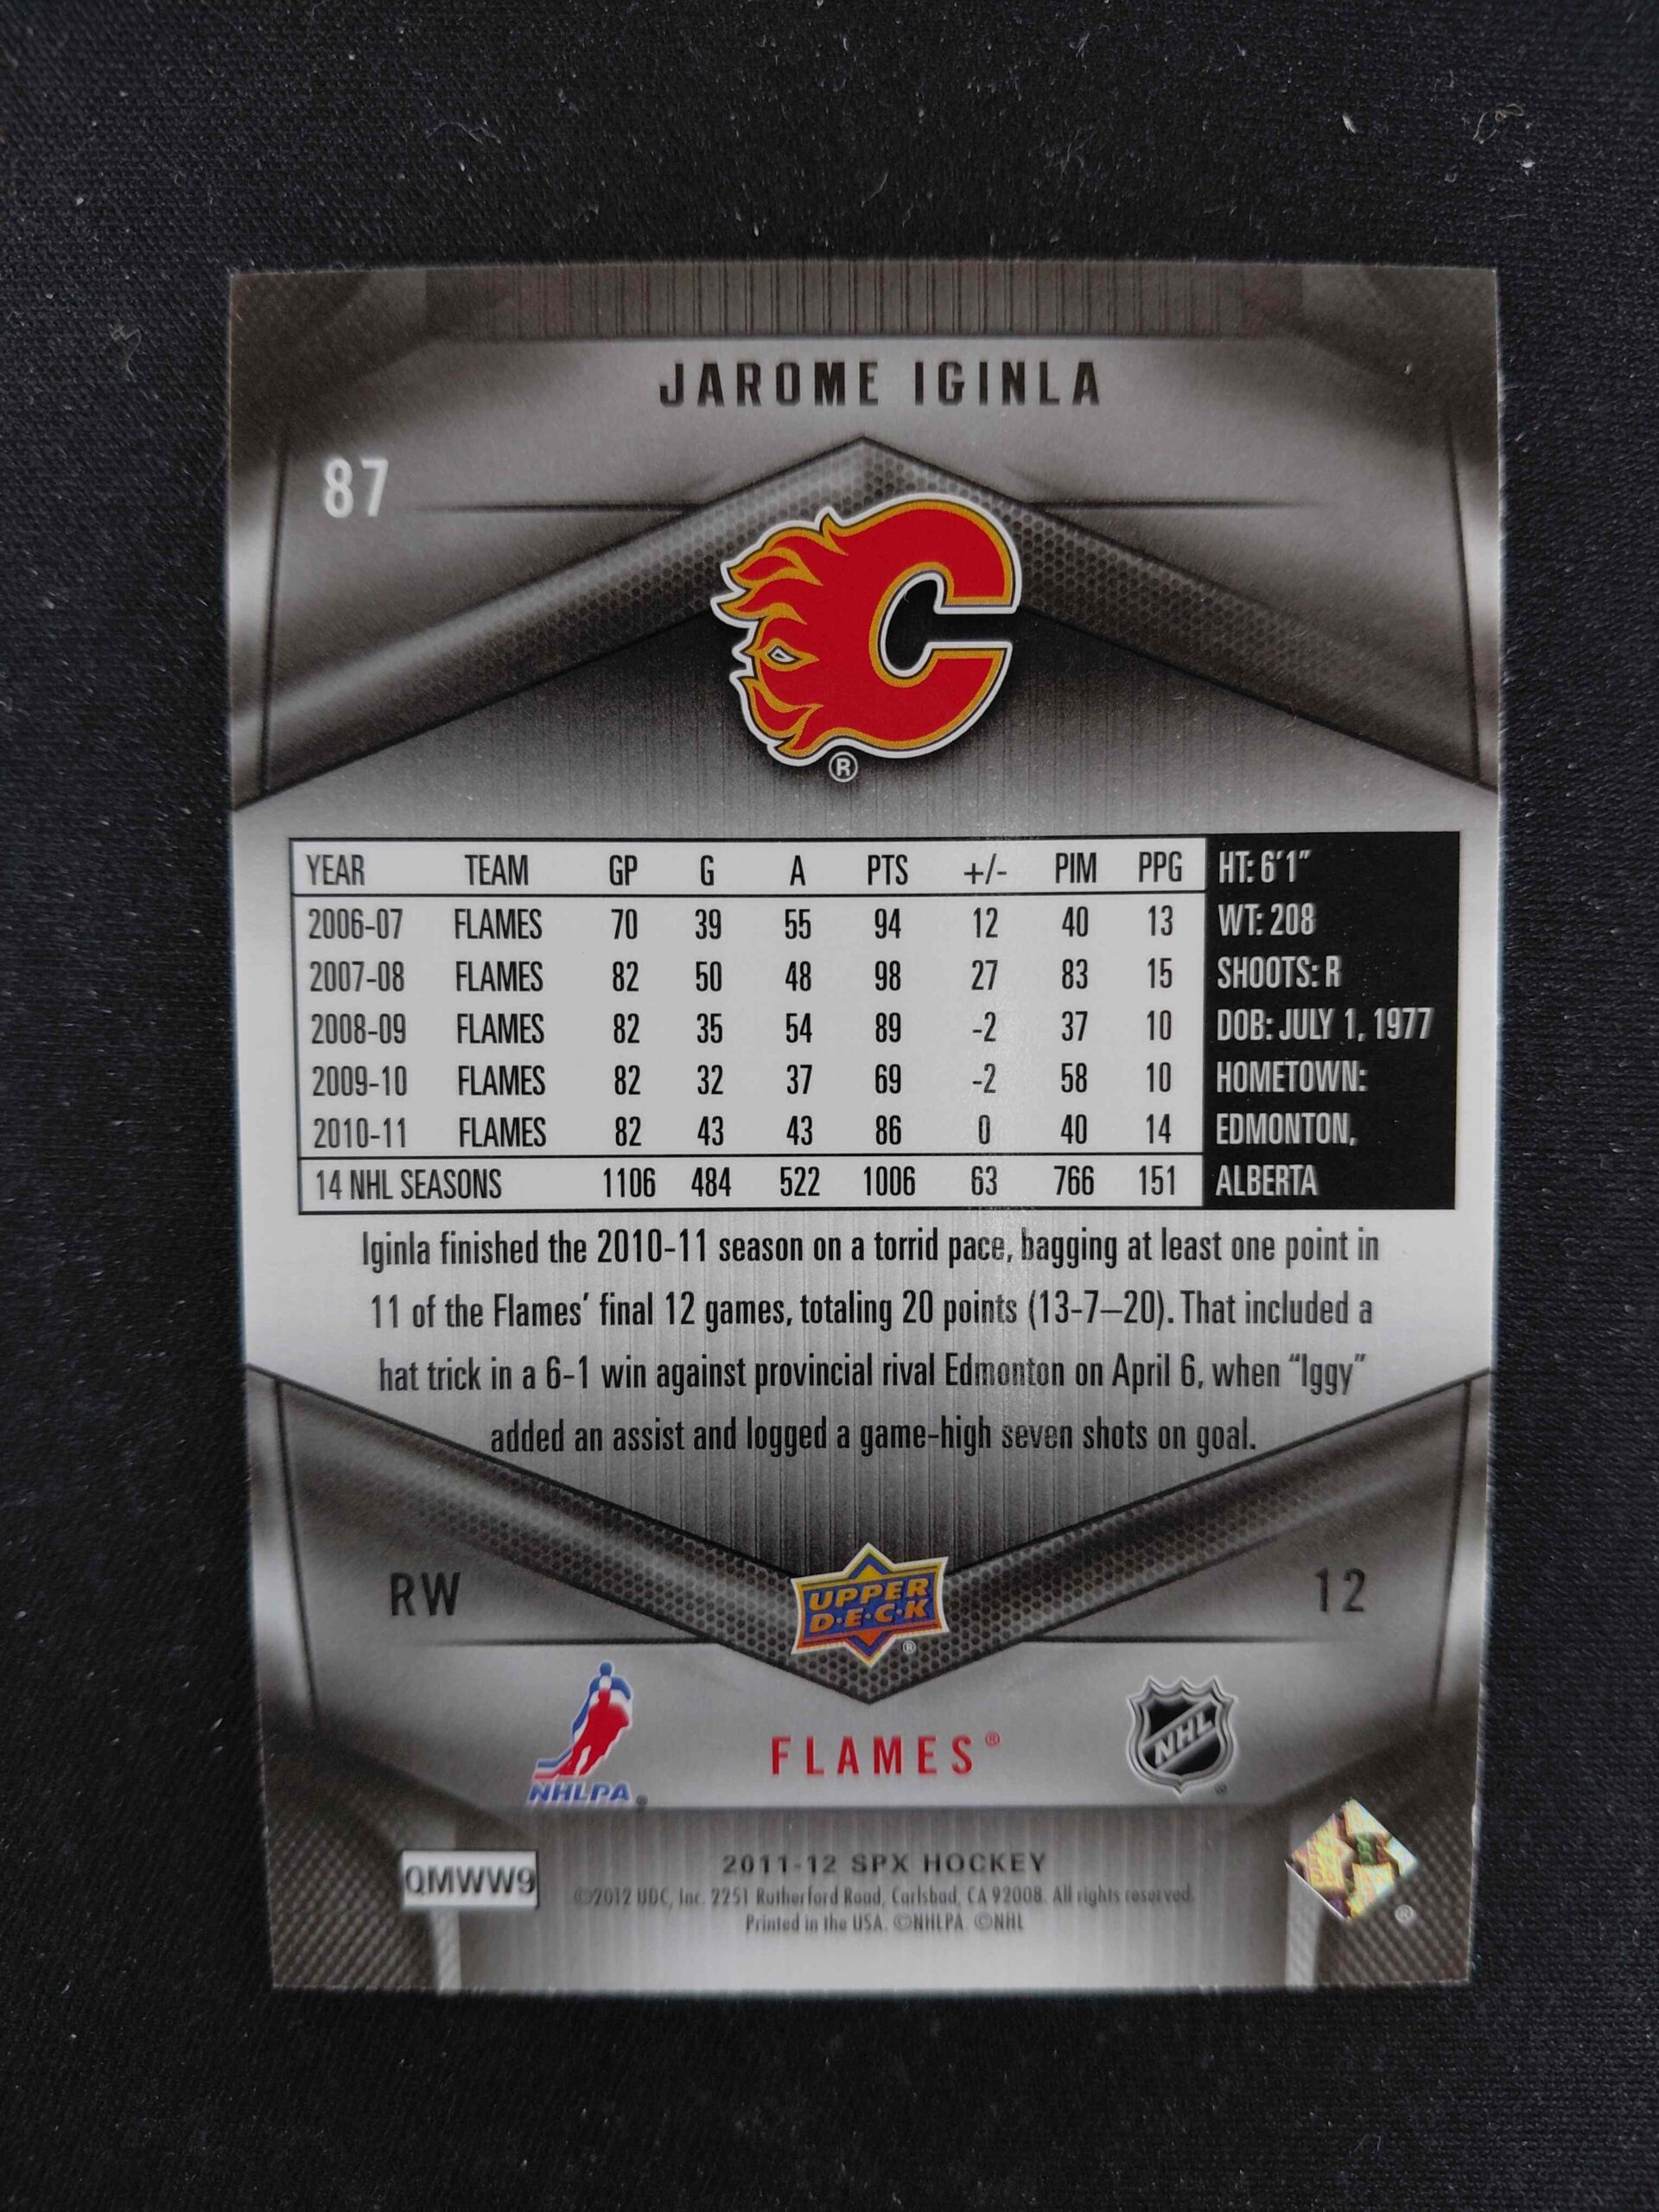 JAROME IGINLA
87
®
YEAR TEAM GP G A PTS +/- PIM PPG
2006-07 FLAMES 70 39 55 94 12 40 13
2007-08 FLAMES 82 50 48 98 27 83 15
2008-09 FLAMES 82 35 54 89 -2 37 10
2009-10 FLAMES 82 32 37 69 -2 58 10
2010-11 FLAMES 82 43 43 86 0 40 14
14 NHL SEASONS 1106 484 522 1006 63 766 151
HT: 6'1"
WT: 208
SHOOTS: R
DOB: JULY 1, 1977
HOMETOWN:
EDMONTON,
ALBERTA
Iginla finished the 2010-11 season on a torrid pace, bagging at least one point in
11 of the Flames' final 12 games, totaling 20 points (13-7–20). That included a
hat trick in a 6-1 win against provincial rival Edmonton on April 6, when “Iggy”
added an assist and logged a game-high seven shots on goal.
RW
UPPER
D·E·C·K
®
12
NHLPA ®
FLAMES®
NHL ®
QMWW9
2011-12 SPX HOCKEY
©2012 UDC, Inc. 2251 Rutherford Road, Carlsbad, CA 92008. All rights reserved.
Printed in the USA. ©NHLPA. ©NHL
®